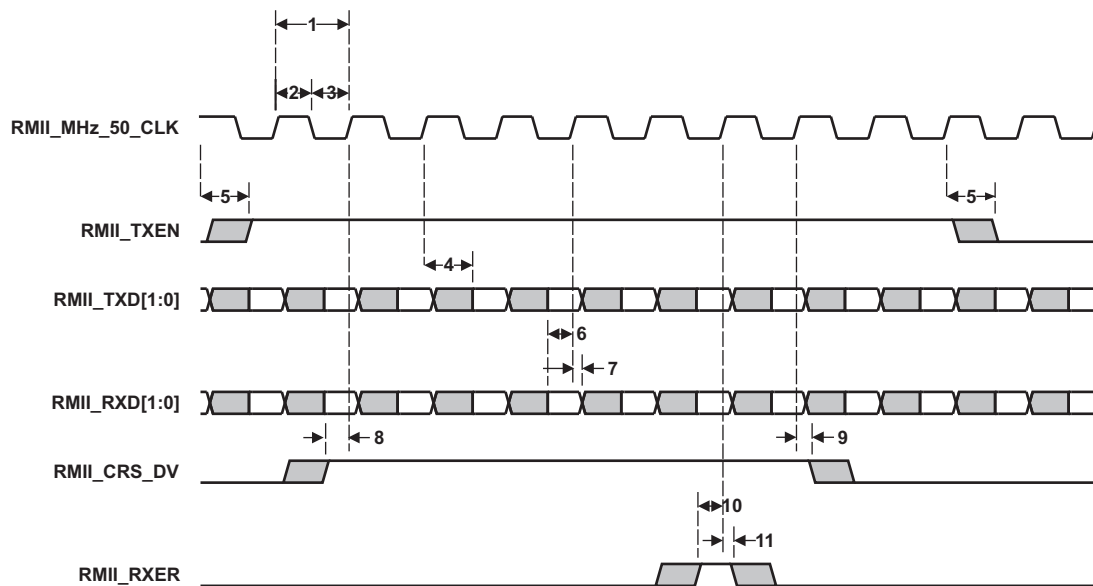 1
2 3
RMII_MHz_50_CLK
5 5
RMII_TXEN
4
RMII_TXD[1:0]
6
7
RMII_RXD[1:0]
8 9
RMII_CRS_DV
10
11
RMII_RXER